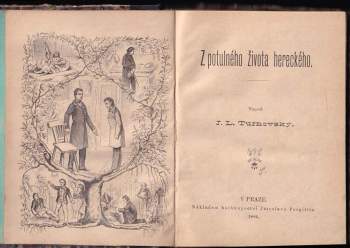 Z potulného života hereckého.
Napsal
J. L. Turnovský.
V PRAZE.
Nákladem knihkupectví Jaroslava Pospíšila